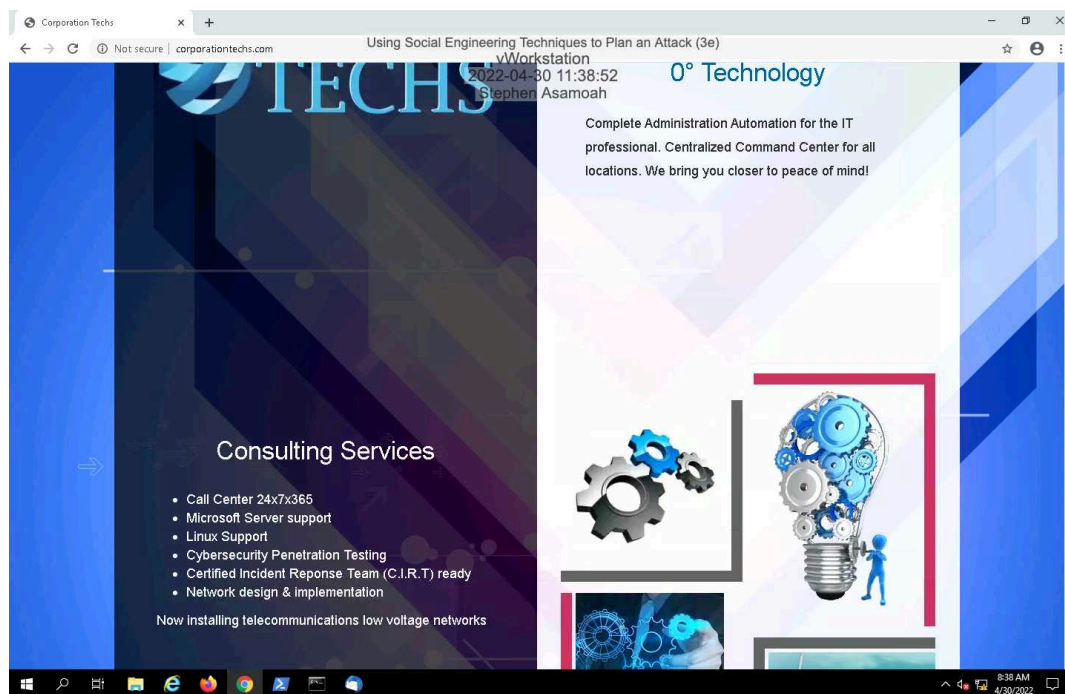 Corporation Techs
Not secure | corporationtechs.com
Using Social Engineering Techniques to Plan an Attack (3e)
vWorkstation
2022-04-30 11:38:52
Stephen Asamoah
TECHS
0° Technology
Complete Administration Automation for the IT
professional. Centralized Command Center for all
locations. We bring you closer to peace of mind!
Consulting Services
• Call Center 24x7x365
• Microsoft Server support
• Linux Support
• Cybersecurity Penetration Testing
• Certified Incident Reponse Team (C.I.R.T) ready
• Network design & implementation
Now installing telecommunications low voltage networks
8:38 AM
4/30/2022